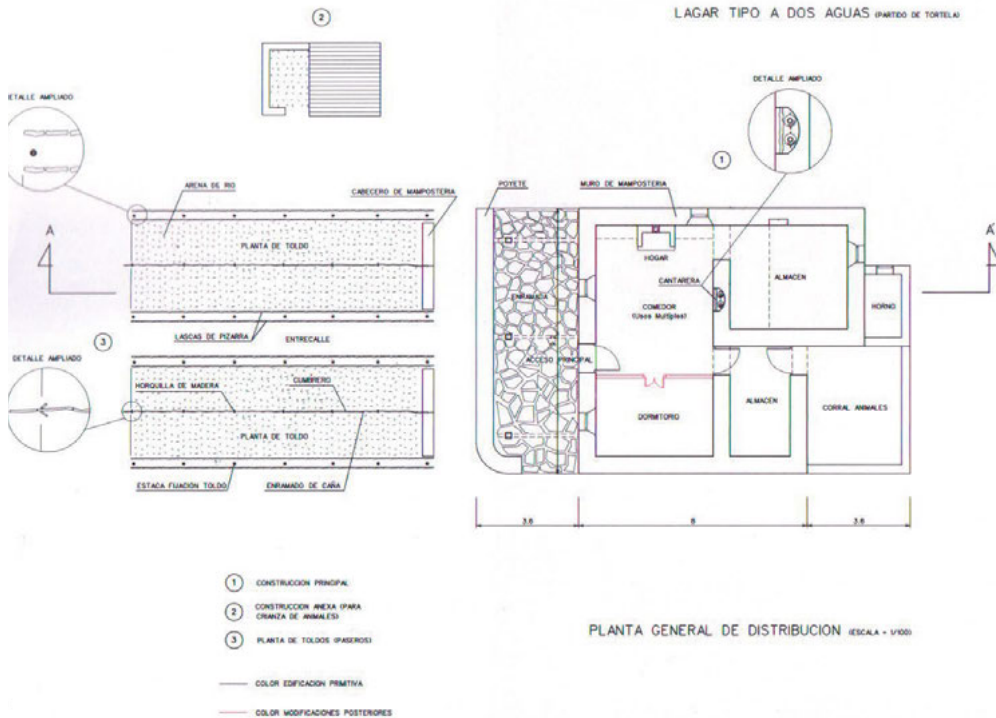 2
LAGAR TIPO A DOS AGUAS (PARTIDO DE TORTELA)
DETALLE AMPLIADO
ETALLE AMPLIADO
1
ARENA DE RIO
CABECERO DE MAMPOSTERIA
POYETE
MURO DE MAMPOSTERIA
A
A'
PLANTA DE TOLDO
HOGAR
ALMACEN
CANTARERA
ENRAMADA
COMEDOR
(Usos Multiples)
HORNO
LASCAS DE PIZARRA
ENTRECALLE
3
DETALLE AMPLIADO
ACCESO PRINCIPAL
HORQUILLA DE MADERA
CUMBRERO
ALMACEN
CORRAL ANIMALES
DORMITORIO
PLANTA DE TOLDO
ESTACA FIJACION TOLDO
ENRAMADO DE CAÑA
3.6
8
3.6
1 CONSTRUCCION PRINCIPAL
2 CONSTRUCCION ANEXA (PARA
CRIANZA DE ANIMALES)
3 PLANTA DE TOLDOS (PASEROS)
PLANTA GENERAL DE DISTRIBUCION (ESCALA = 1/100)
COLOR EDIFICACION PRIMITIVA
COLOR MODIFICACIONES POSTERIORES